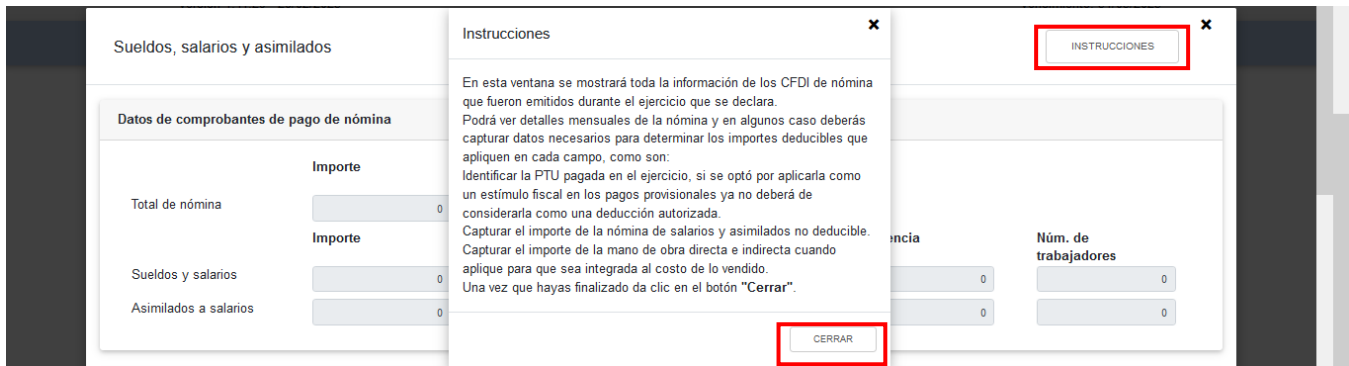 Sueldos, salarios y asimilados
Instrucciones
×
INSTRUCCIONES
×
Datos de comprobantes de pago de nómina
En esta ventana se mostrará toda la información de los CFDI de nómina
que fueron emitidos durante el ejercicio que se declara.
Podrá ver detalles mensuales de la nómina y en algunos caso deberás
capturar datos necesarios para determinar los importes deducibles que
apliquen en cada campo, como son:
Identificar la PTU pagada en el ejercicio, si se optó por aplicarla como
un estímulo fiscal en los pagos provisionales ya no deberá de
considerarla como una deducción autorizada.
Capturar el importe de la nómina de salarios y asimilados no deducible.
Capturar el importe de la mano de obra directa e indirecta cuando
aplique para que sea integrada al costo de lo vendido.
Una vez que hayas finalizado da clic en el botón "Cerrar".
CERRAR
Importe
Total de nómina 0
Importe encia Núm. de
trabajadores
Sueldos y salarios 0 0 0
Asimilados a salarios 0 0 0